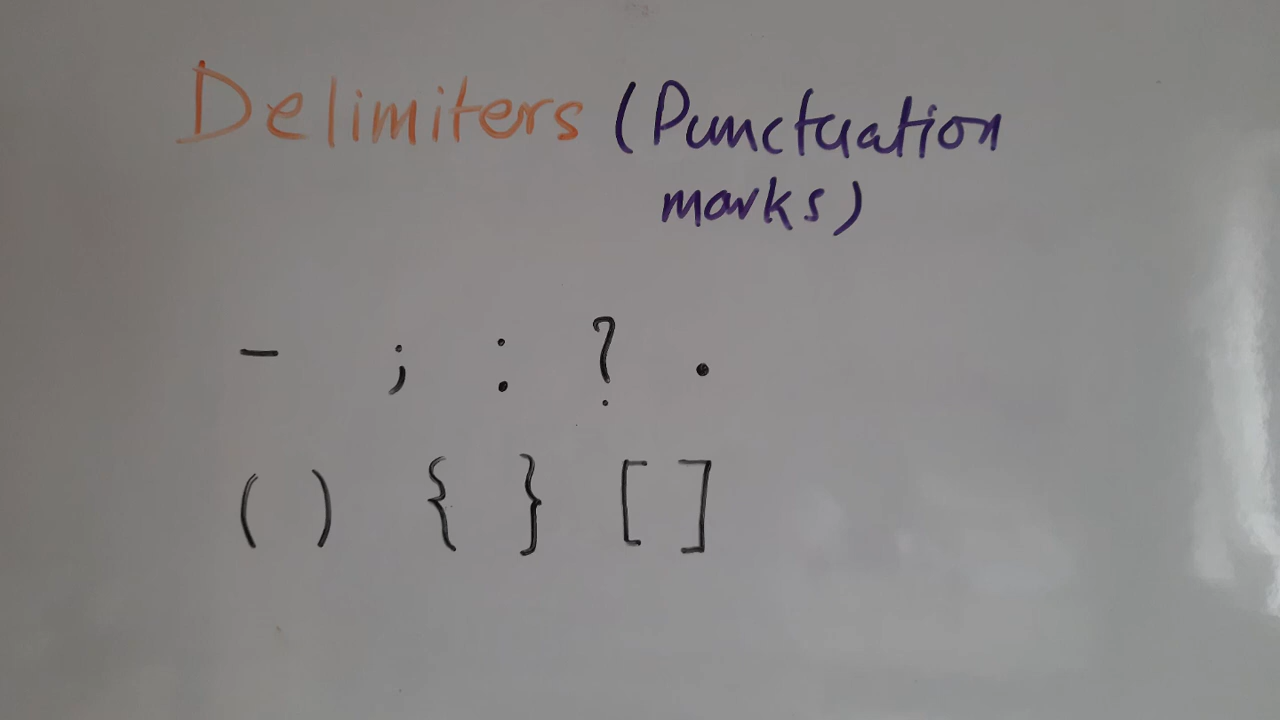 Delimiters (Punctuation
marks)
- ; : ? .
( ) { } [ ]